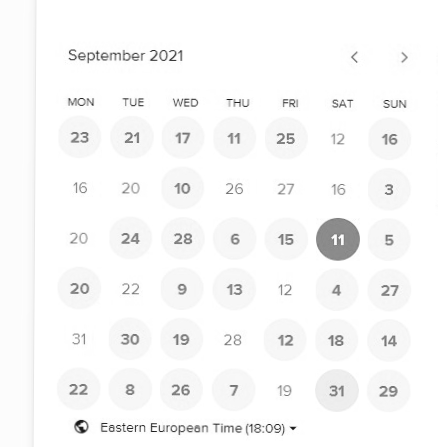 September 2021
MON TUE WED THU FRI SAT SUN
23 21 17 11 25 12 16
16 20 10 26 27 16 3
20 24 28 6 15 11 5
20 22 9 13 12 4 27
31 30 19 28 12 18 14
22 8 26 7 19 31 29
Eastern European Time (18:09)